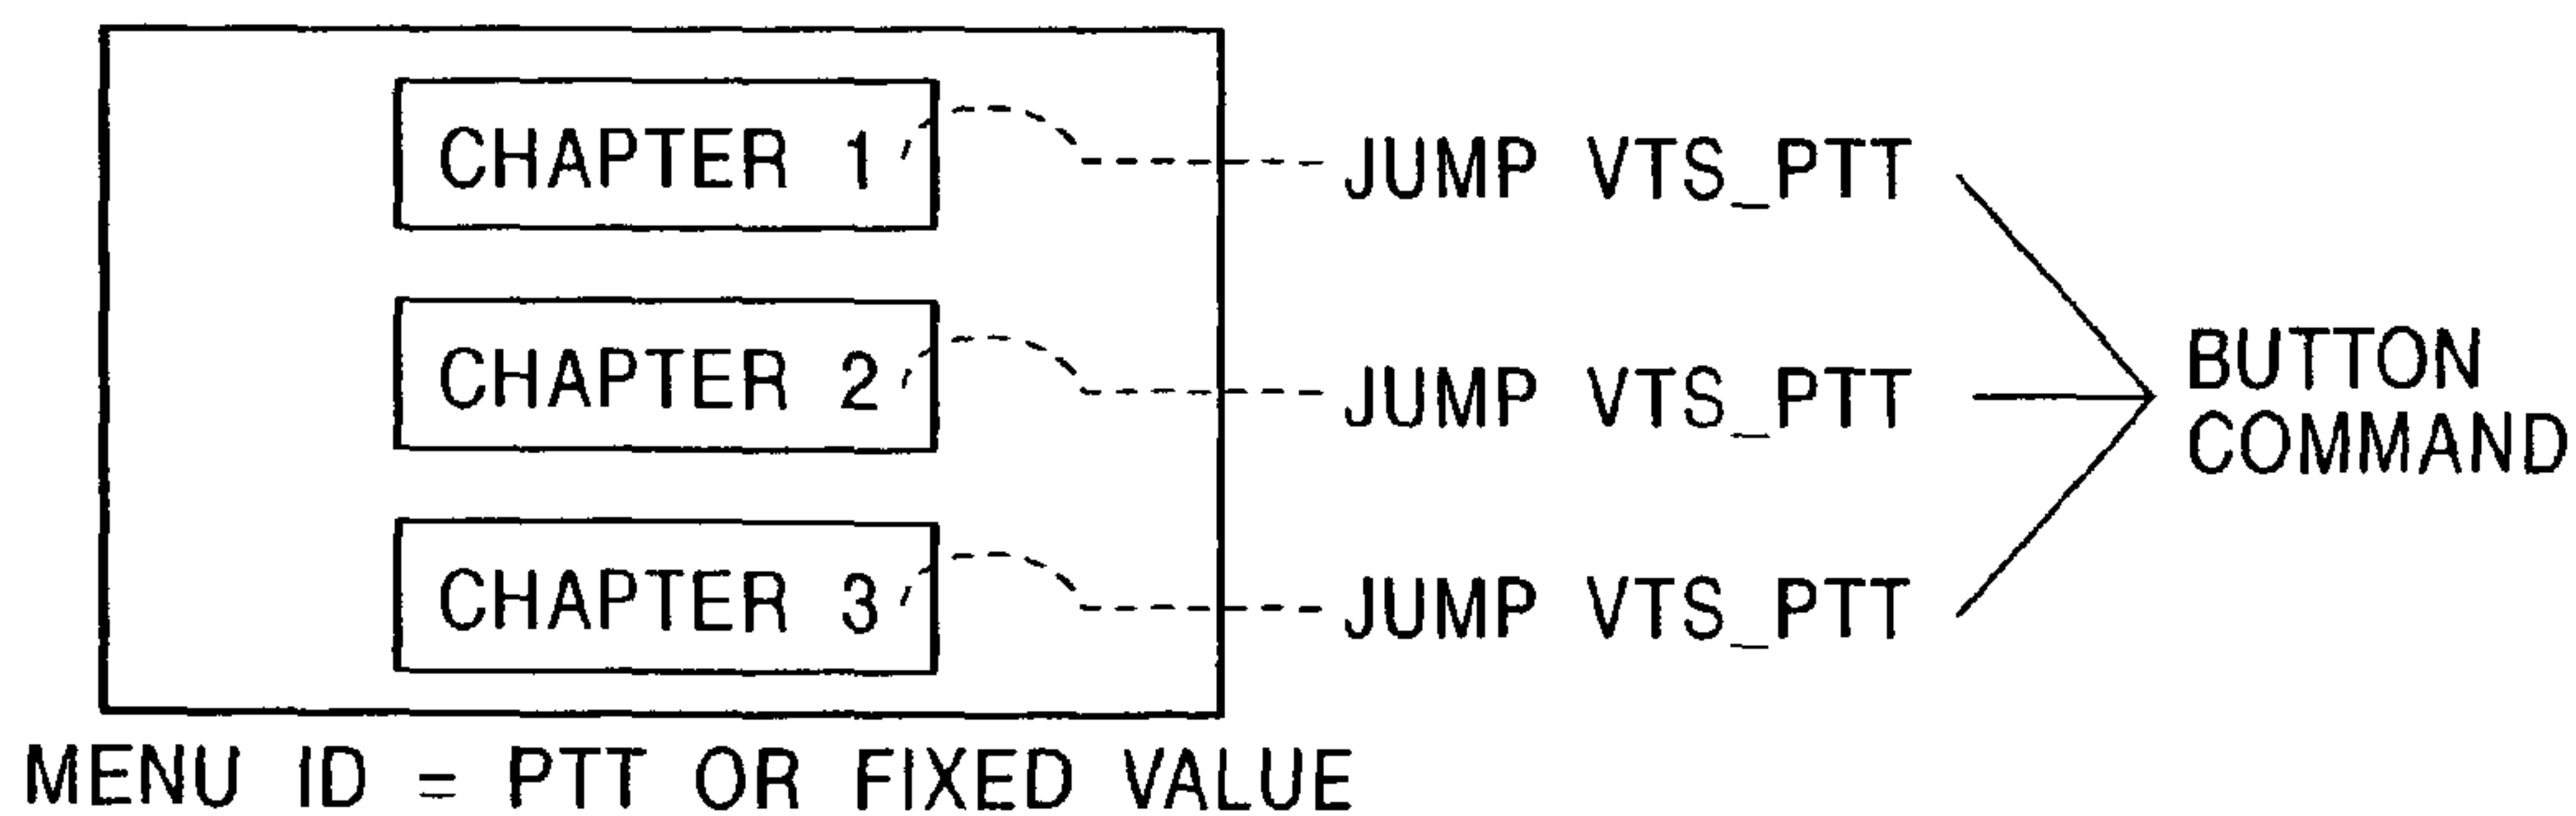 CHAPTER 1
JUMP VTS_PTT
CHAPTER 2
JUMP VTS_PTT
CHAPTER 3
JUMP VTS_PTT
BUTTON
COMMAND
MENU ID = PTT OR FIXED VALUE